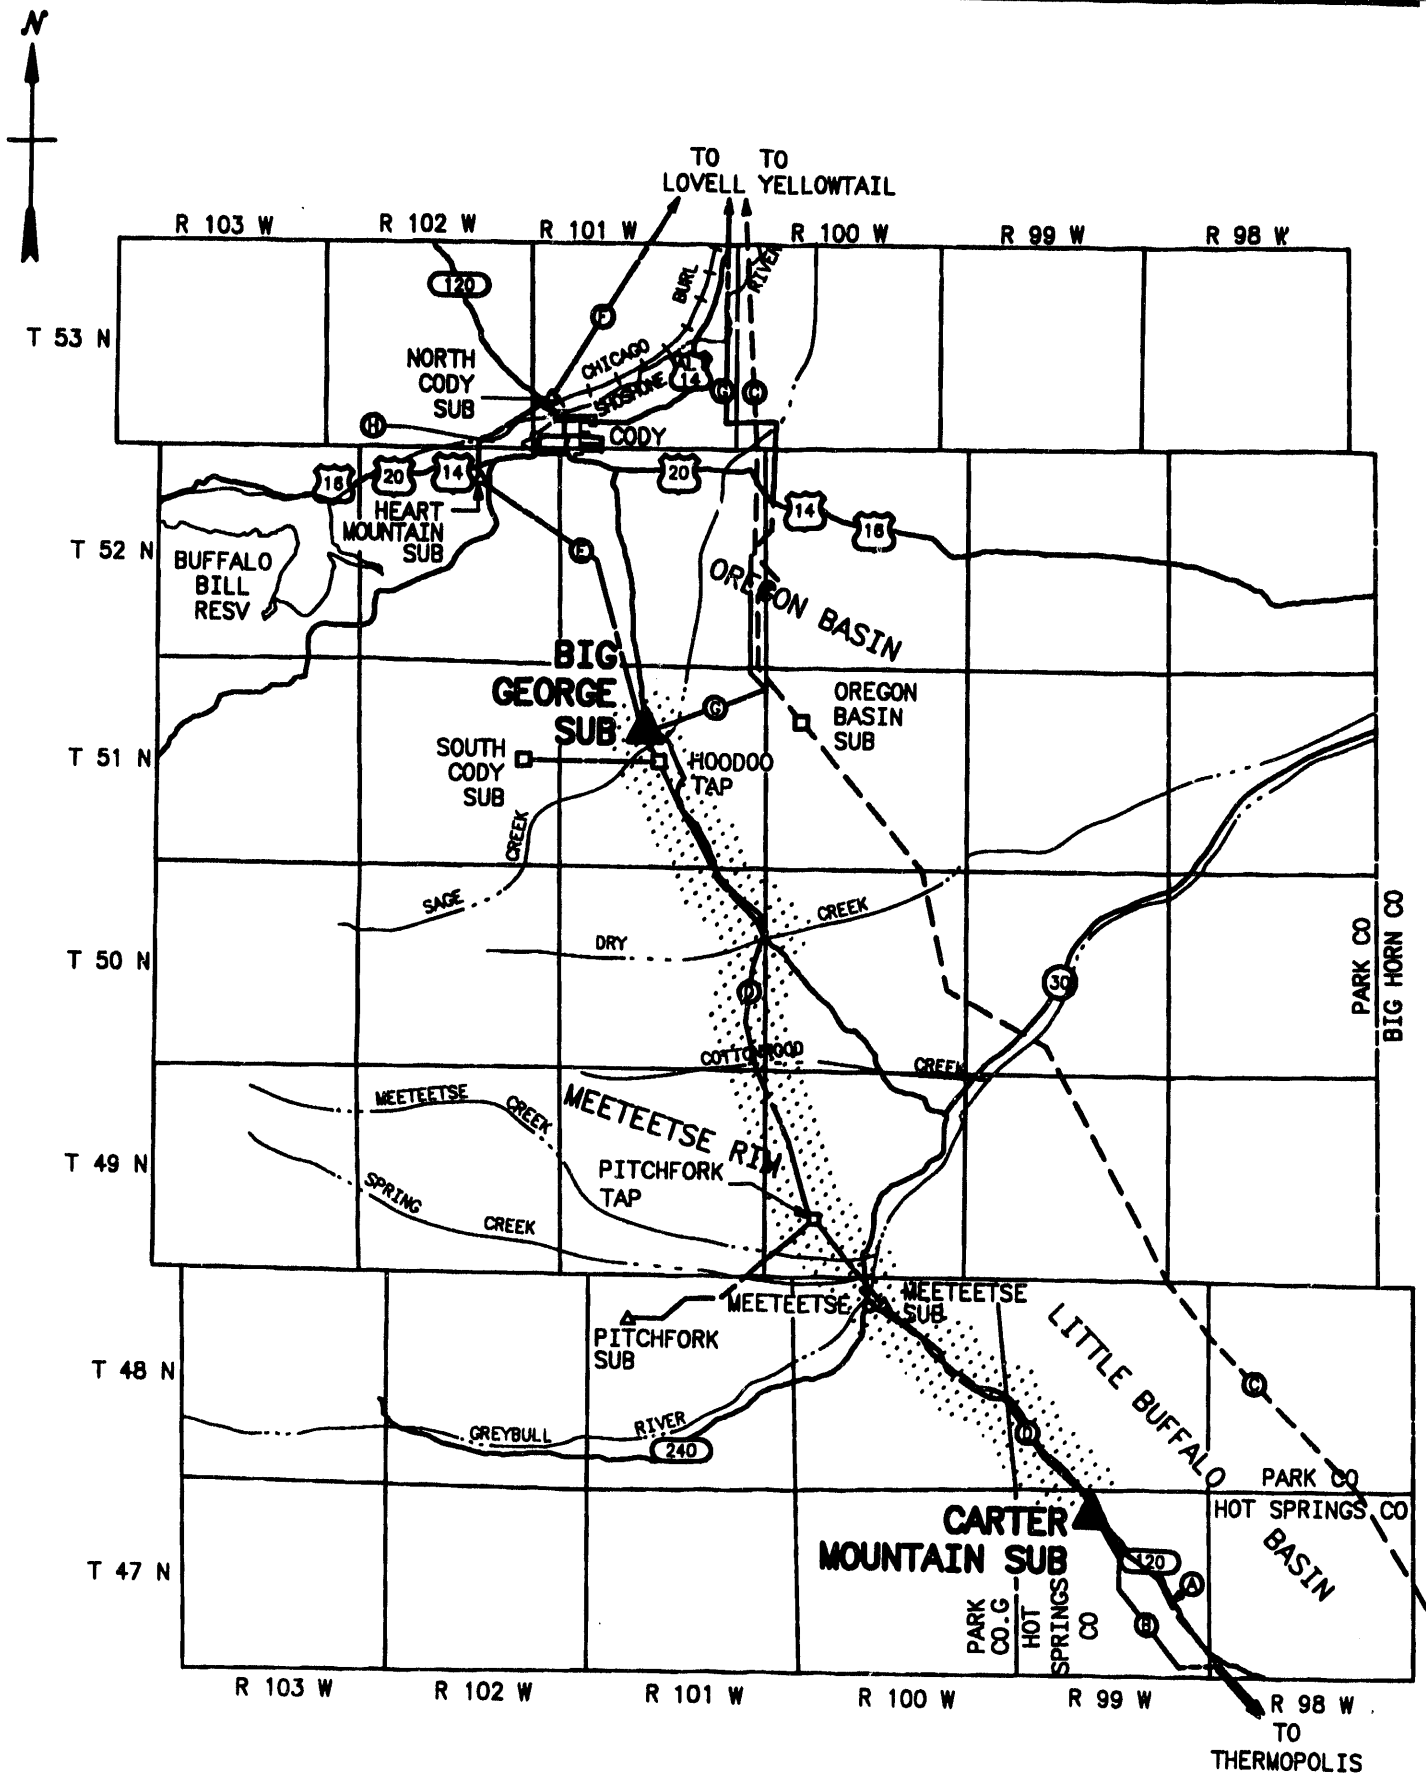 N
TO TO
LOVELL YELLOWTAIL
R 103 W R 102 W R 101 W R 100 W R 99 W R 98 W
120
BURL
RIVER
T 53 N
F
CHICAGO
NORTH
CODY
SUB
ALT
14
SHOSHONE
G C
H
CODY
16 20 14 20
HEART
MOUNTAIN
SUB
14 16
T 52 N
E
BUFFALO
BILL
RESV
OREGON BASIN
BIG
GEORGE
SUB
OREGON
BASIN
SUB
G
T 51 N
SOUTH
CODY
SUB
HOODOO
TAP
CREEK
SAGE
CREEK
DRY
T 50 N
D
30
PARK CO
BIG HORN CO
COTTONWOOD
CREEK
MEETEETSE
CREEK
MEETEETSE RIM
T 49 N
PITCHFORK
TAP
SPRING
CREEK
MEETEETSE
MEETEETSE
SUB
PITCHFORK
SUB
T 48 N
LITTLE BUFFALO
BASIN
C
GREYBULL
RIVER
240
D
PARK CO
HOT SPRINGS CO
CARTER
MOUNTAIN SUB
T 47 N
120
A
B
PARK
CO.G
HOT
SPRINGS
CO
R 103 W R 102 W R 101 W R 100 W R 99 W R 98 W
TO
THERMOPOLIS